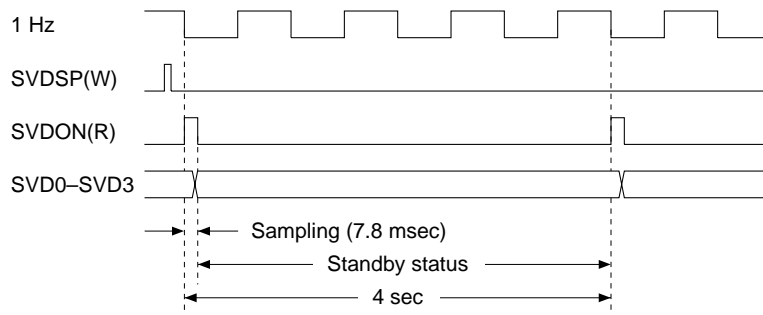 1 Hz
SVDSP(W)
SVDON(R)
SVD0–SVD3
Sampling (7.8 msec)
Standby status
4 sec